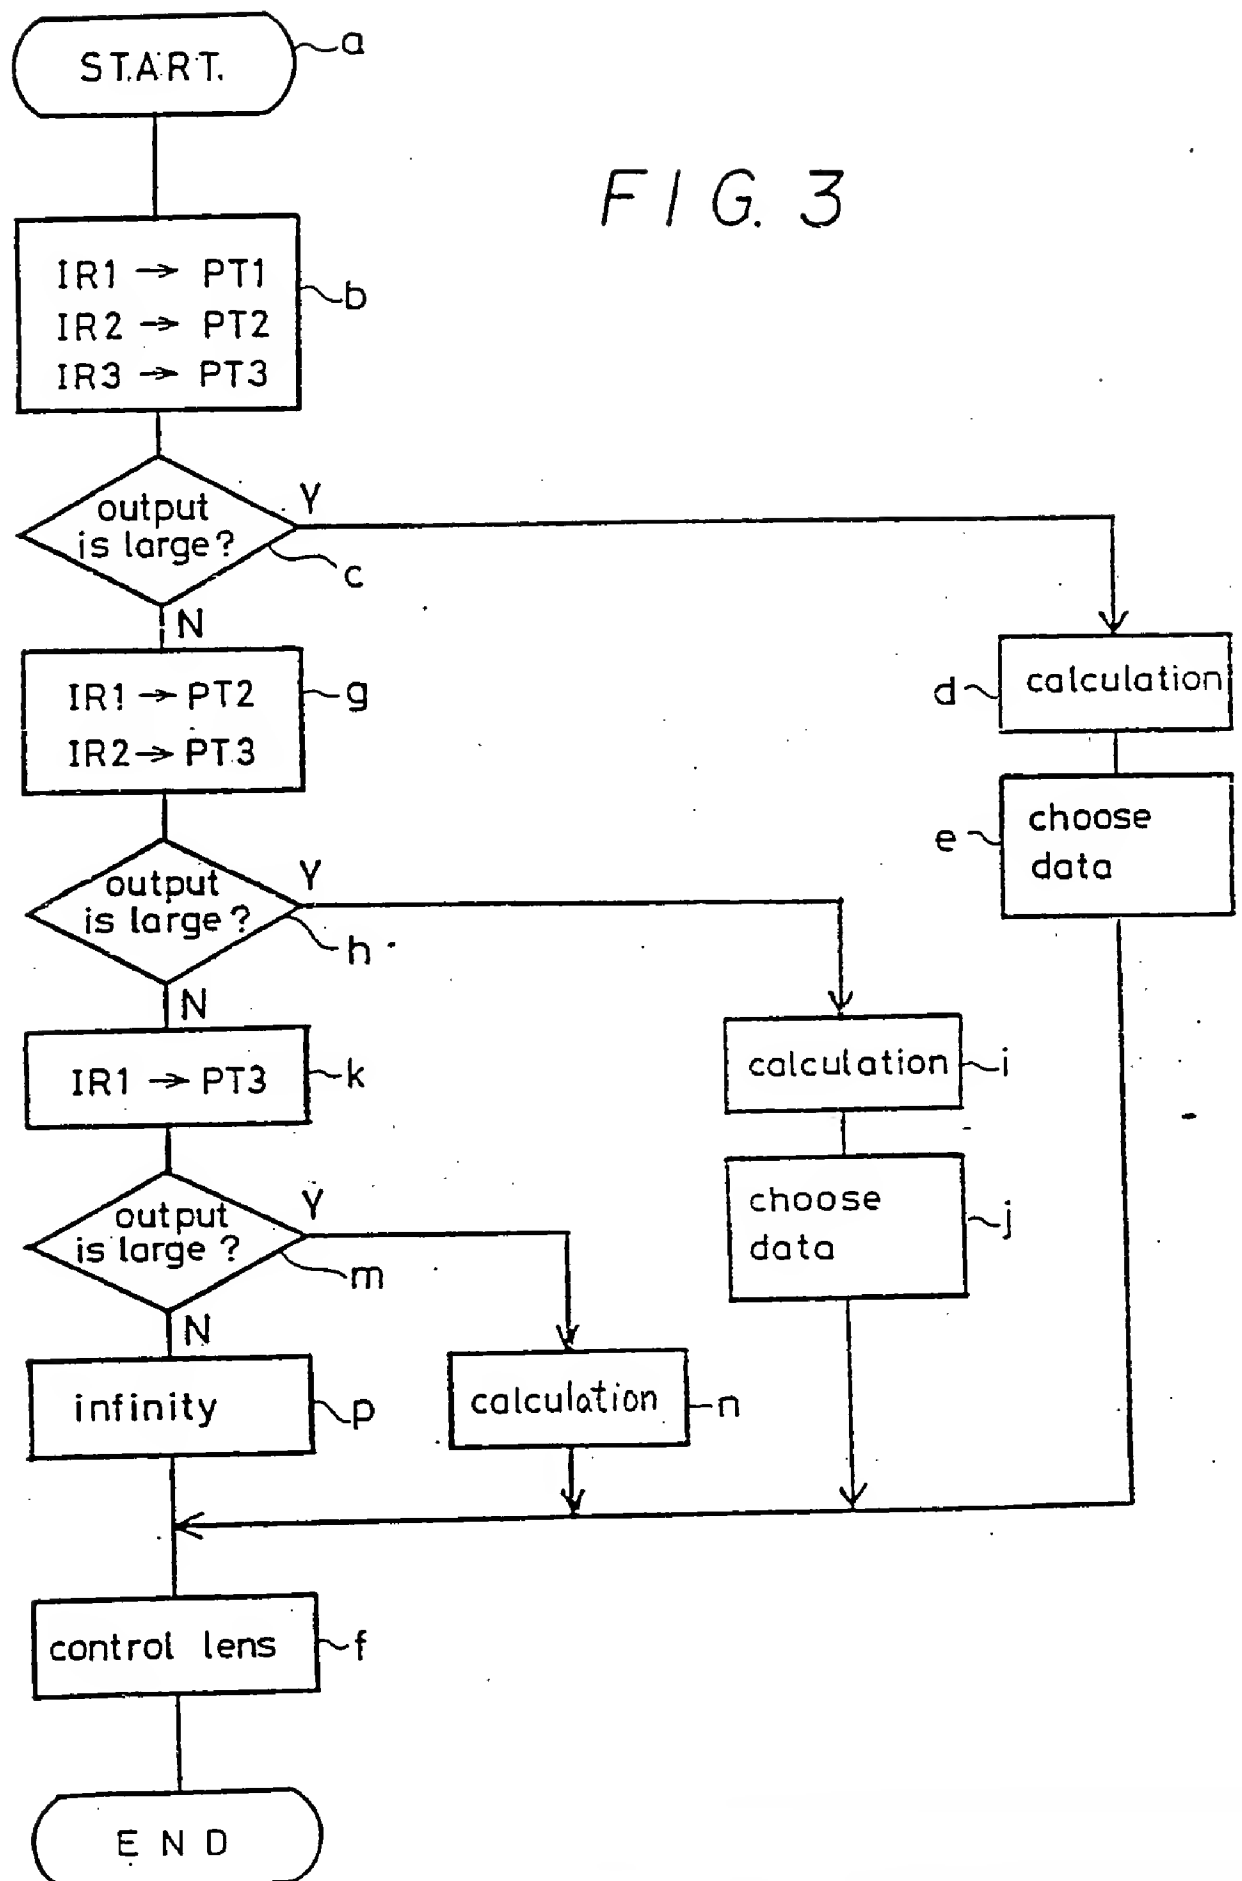 START.
a
FIG. 3
IR1 → PT1
IR2 → PT2
IR3 → PT3
b
output
is large?
Y
c
N
IR1 → PT2
IR2 → PT3
g
d
calculation
e
choose
data
output
is large?
Y
h
N
IR1 → PT3
k
calculation
i
choose
data
j
output
is large?
Y
m
N
infinity
p
calculation
n
control lens
f
END